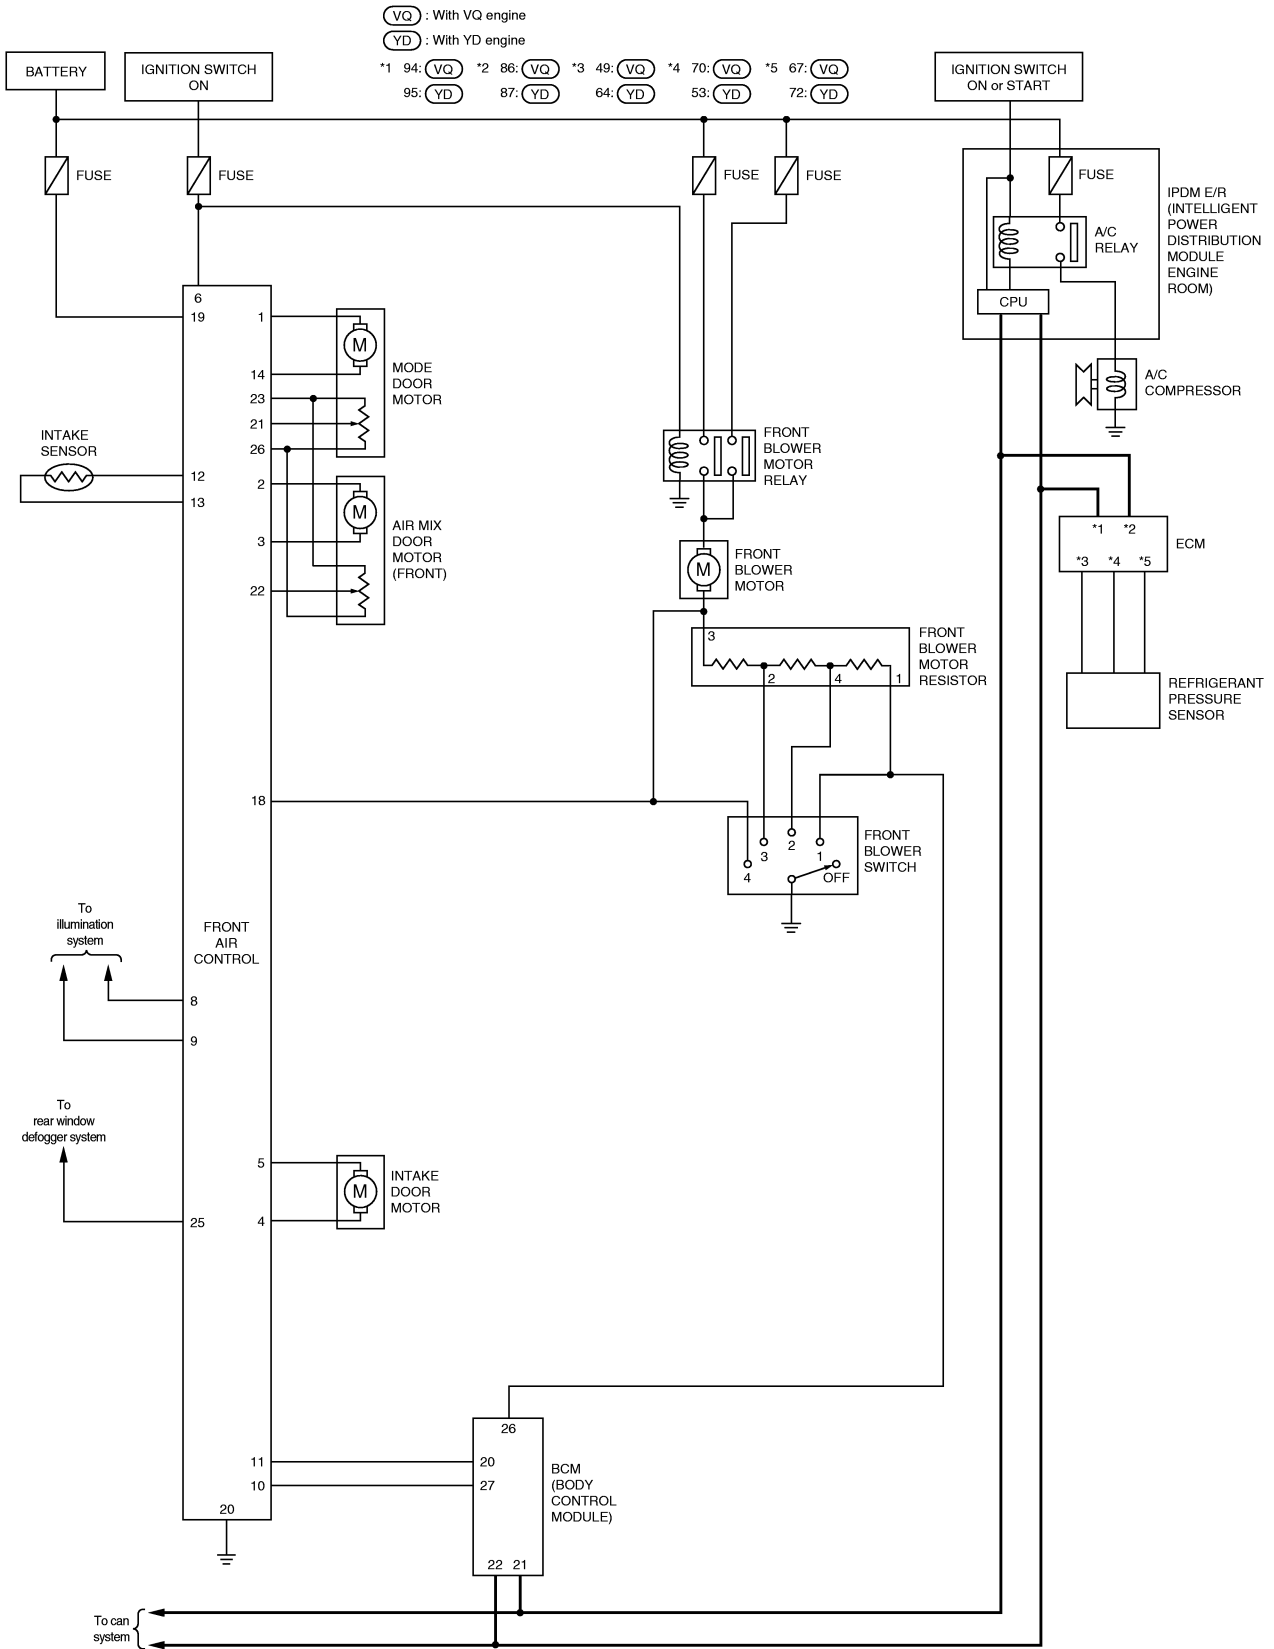 VQ : With VQ engine
YD : With YD engine
*1 94: VQ *2 86: VQ *3 49: VQ *4 70: VQ *5 67: VQ
95: YD 87: YD 64: YD 53: YD 72: YD
BATTERY
IGNITION SWITCH
ON
IGNITION SWITCH
ON or START
FUSE
FUSE
FUSE
FUSE
FUSE
IPDM E/R
(INTELLIGENT
POWER
DISTRIBUTION
MODULE
ENGINE
ROOM)
A/C
RELAY
CPU
A/C
COMPRESSOR
6
19
1
14
23
21
26
M
MODE
DOOR
MOTOR
INTAKE
SENSOR
12
13
2
3
22
M
AIR MIX
DOOR
MOTOR
(FRONT)
FRONT
BLOWER
MOTOR
RELAY
M
FRONT
BLOWER
MOTOR
*1 *2
*3 *4 *5
ECM
3
2 4 1
FRONT
BLOWER
MOTOR
RESISTOR
REFRIGERANT
PRESSURE
SENSOR
18
4
3
2
1
OFF
FRONT
BLOWER
SWITCH
To
illumination
system
FRONT
AIR
CONTROL
8
9
To
rear window
defogger system
25
5
4
M
INTAKE
DOOR
MOTOR
26
11
10
20
27
BCM
(BODY
CONTROL
MODULE)
20
22 21
To can
system